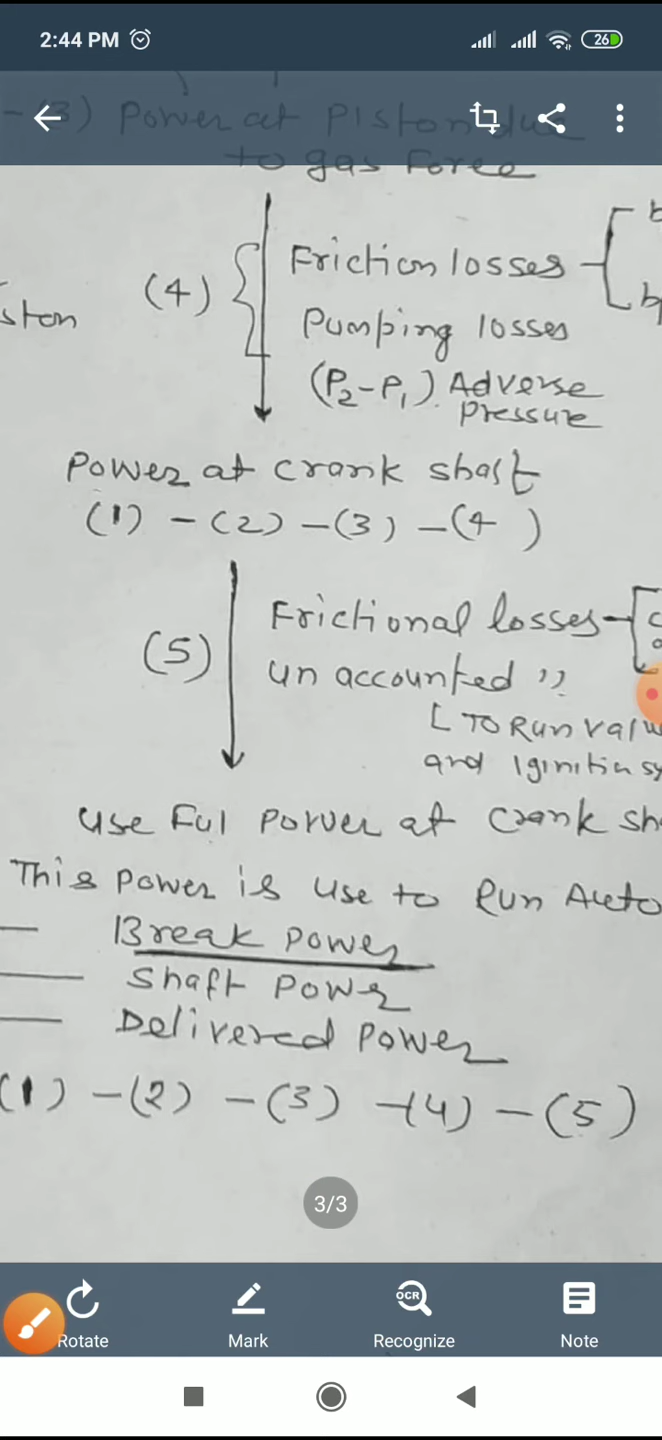 2:44 PM
26
-(3) Power at Piston due
to gas Force
(4)
Friction losses
ston
Pumping losses
(P2-P1) Adverse
Pressure
Power at crank shaft
(1) - (2) - (3) - (4)
Frictional losses
(5)
un accounted ,,
[ To Run
and Iginition sy
use Ful power at crank sh
This power is use to Run Auto
Break power
Shaft power
Delivered power
(1) - (2) - (3) - (4) - (5)
3/3
OCR
Rotate Mark Recognize Note